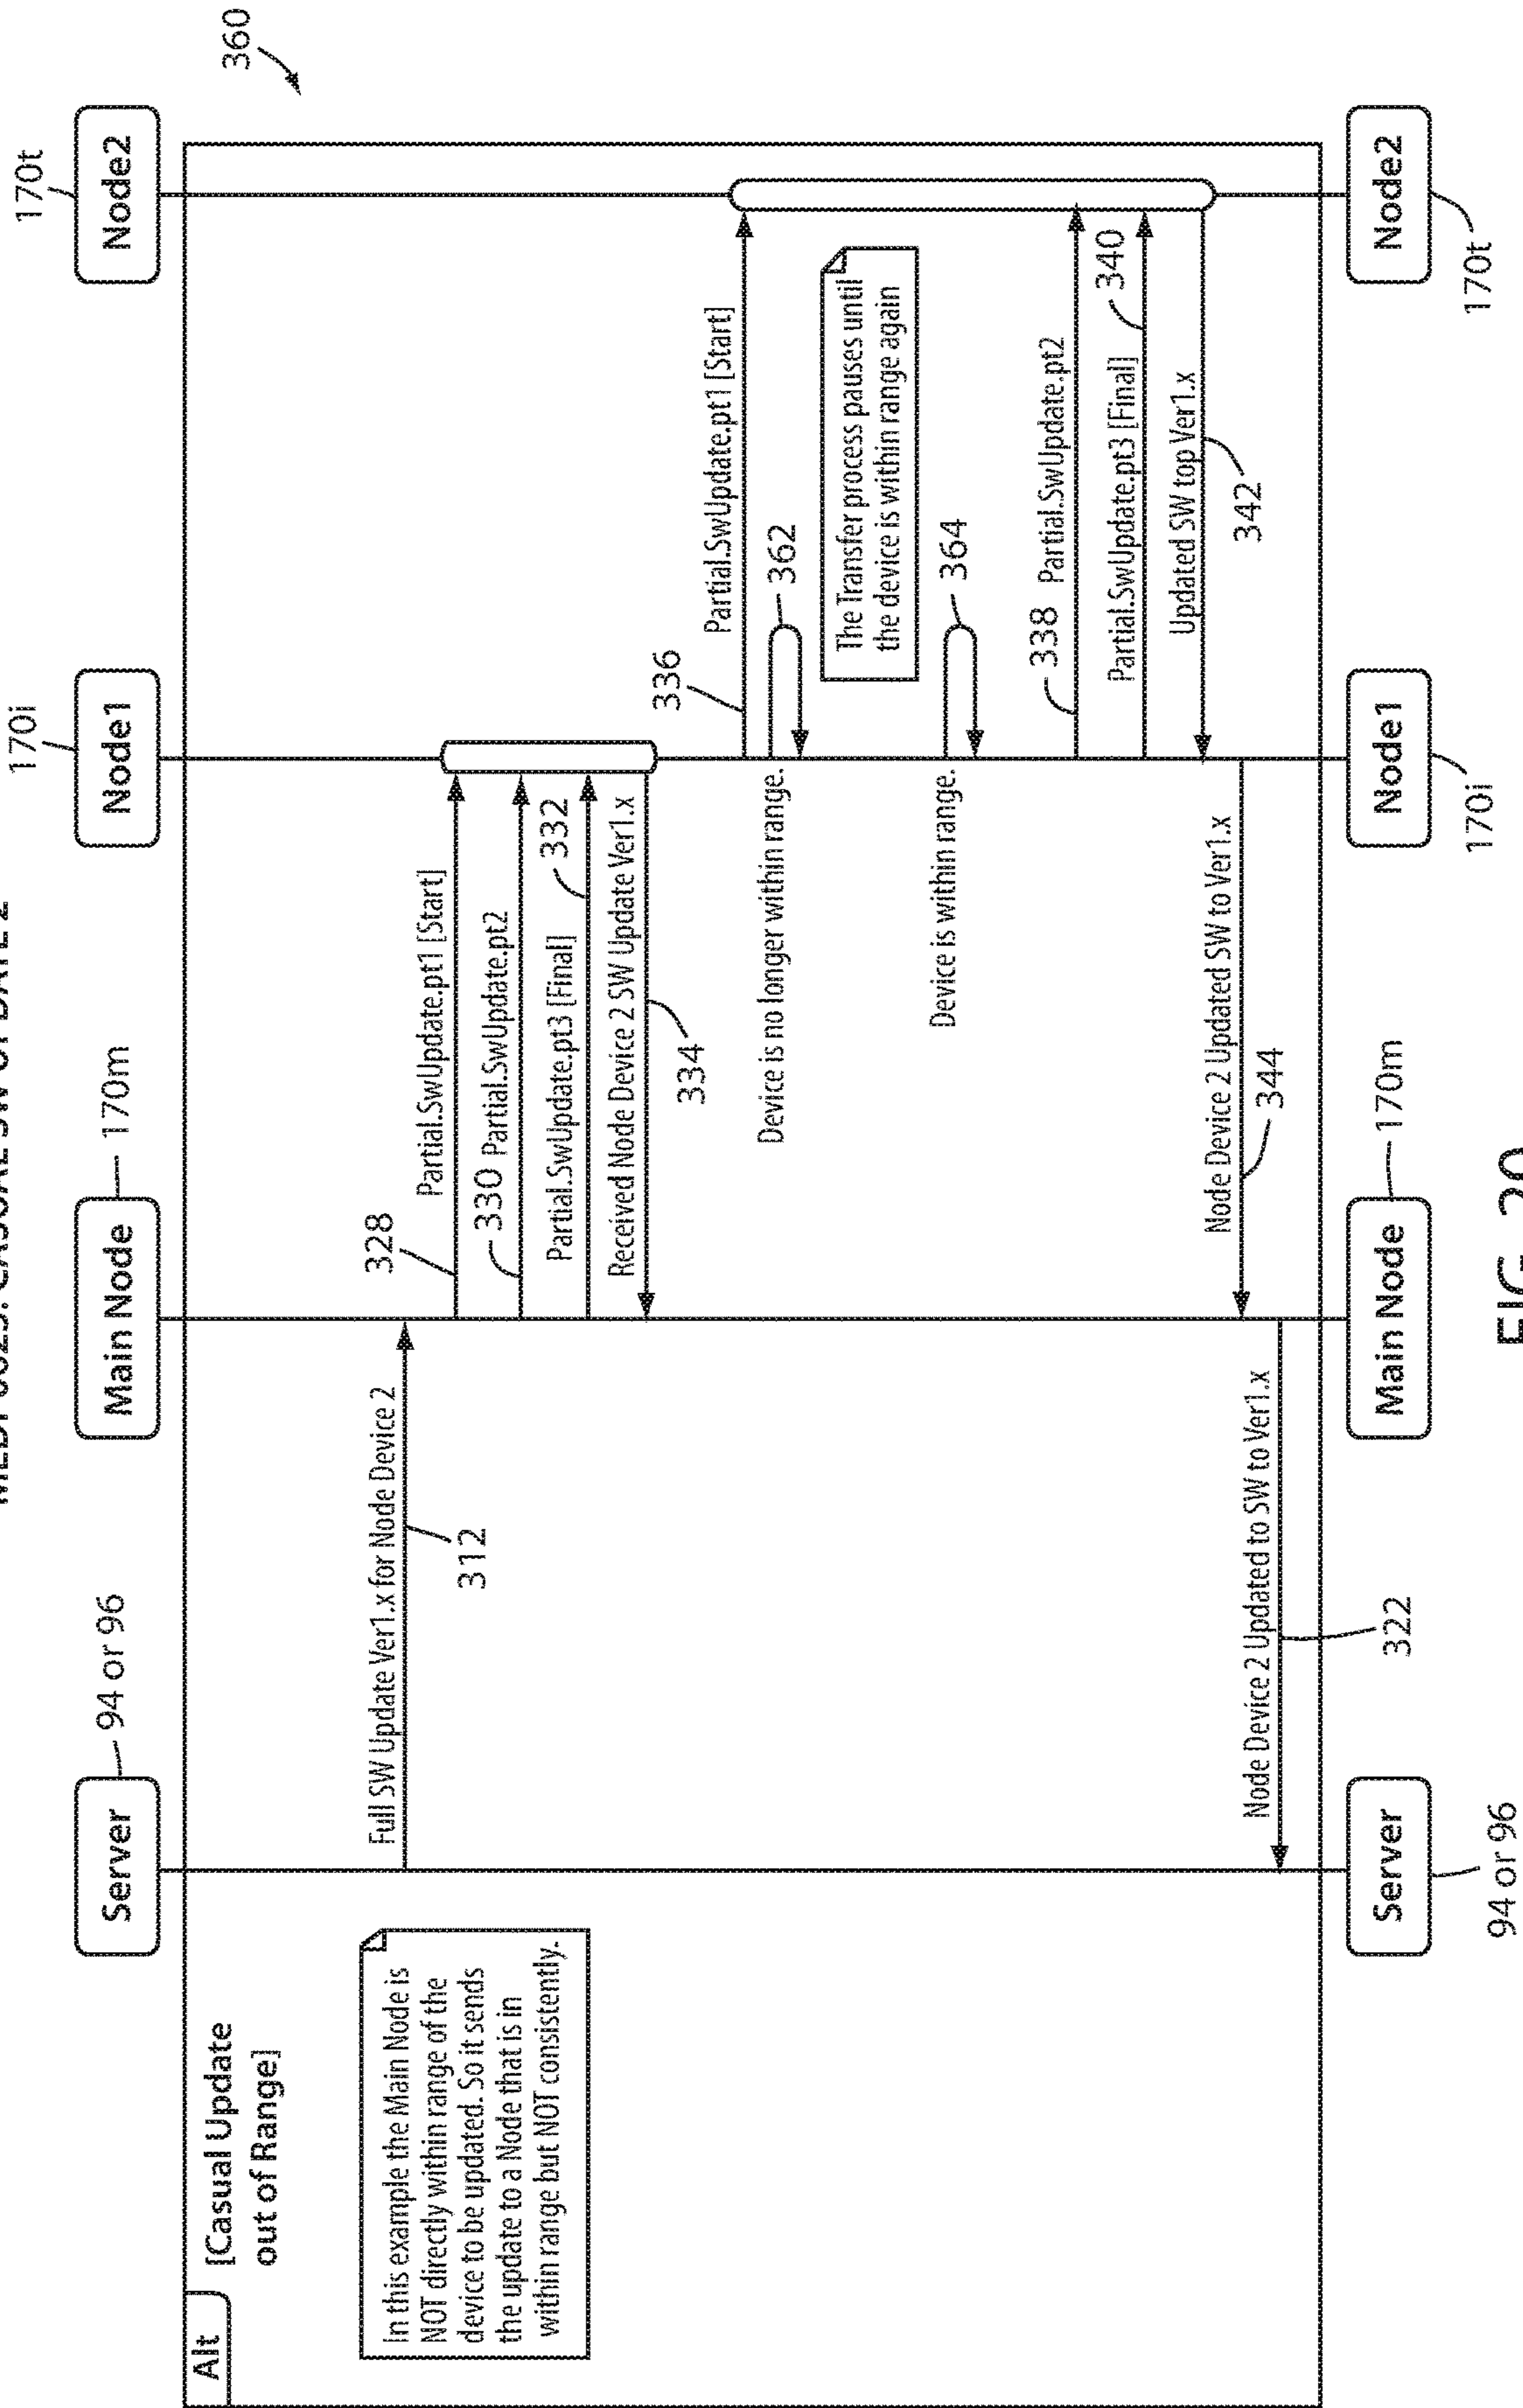 360
94 or 96
170m
170i
170t
Server
Main Node
Node1
Node2
Alt
[Casual Update
out of Range]
In this example the Main Node is
NOT directly within range of the
device to be updated. So it sends
the update to a Node that is in
within range but NOT consistently.
Full SW Update Ver1.x for Node Device 2
312
328
Partial.SwUpdate.pt1 [Start]
330 Partial.SwUpdate.pt2
Partial.SwUpdate.pt3 [Final]
332
Received Node Device 2 SW Update Ver1.x
334
336
Partial.SwUpdate.pt1 [Start]
Device is no longer within range.
362
The Transfer process pauses until
the device is within range again
Device is within range.
364
338 Partial.SwUpdate.pt2
Partial.SwUpdate.pt3 [Final]
340
Updated SW top Ver1.x
342
Node Device 2 Updated SW to Ver1.x
344
Node Device 2 Updated to SW to Ver1.x
322
Server
Main Node
Node1
Node2
94 or 96
170m
170i
170t